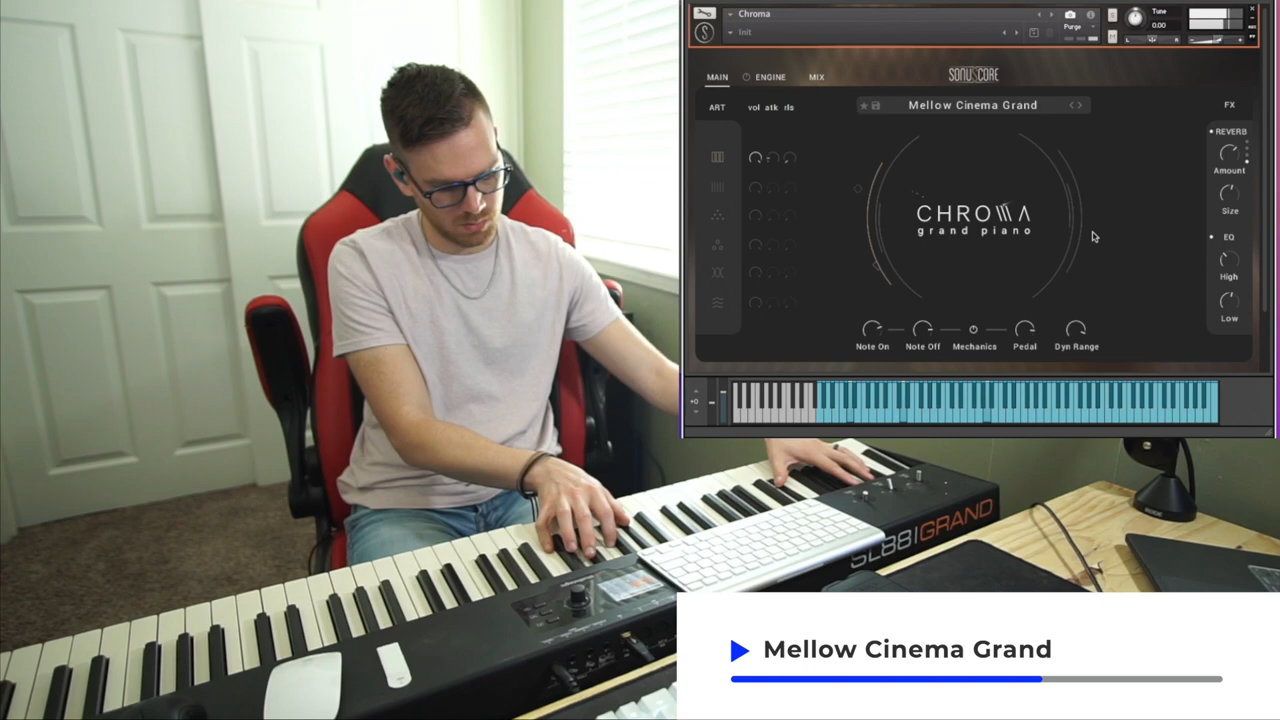 Chroma
Init
Purge
Tune
0.00
S
M
L
R
SONUSCORE
MAIN
ENGINE
MIX
ART
vol atk rls
Mellow Cinema Grand
FX
REVERB
Amount
Size
EQ
High
Low
CHROMA
grand piano
Note On
Note Off
Mechanics
Pedal
Dyn Range
+0
SL88|GRAND
Mellow Cinema Grand